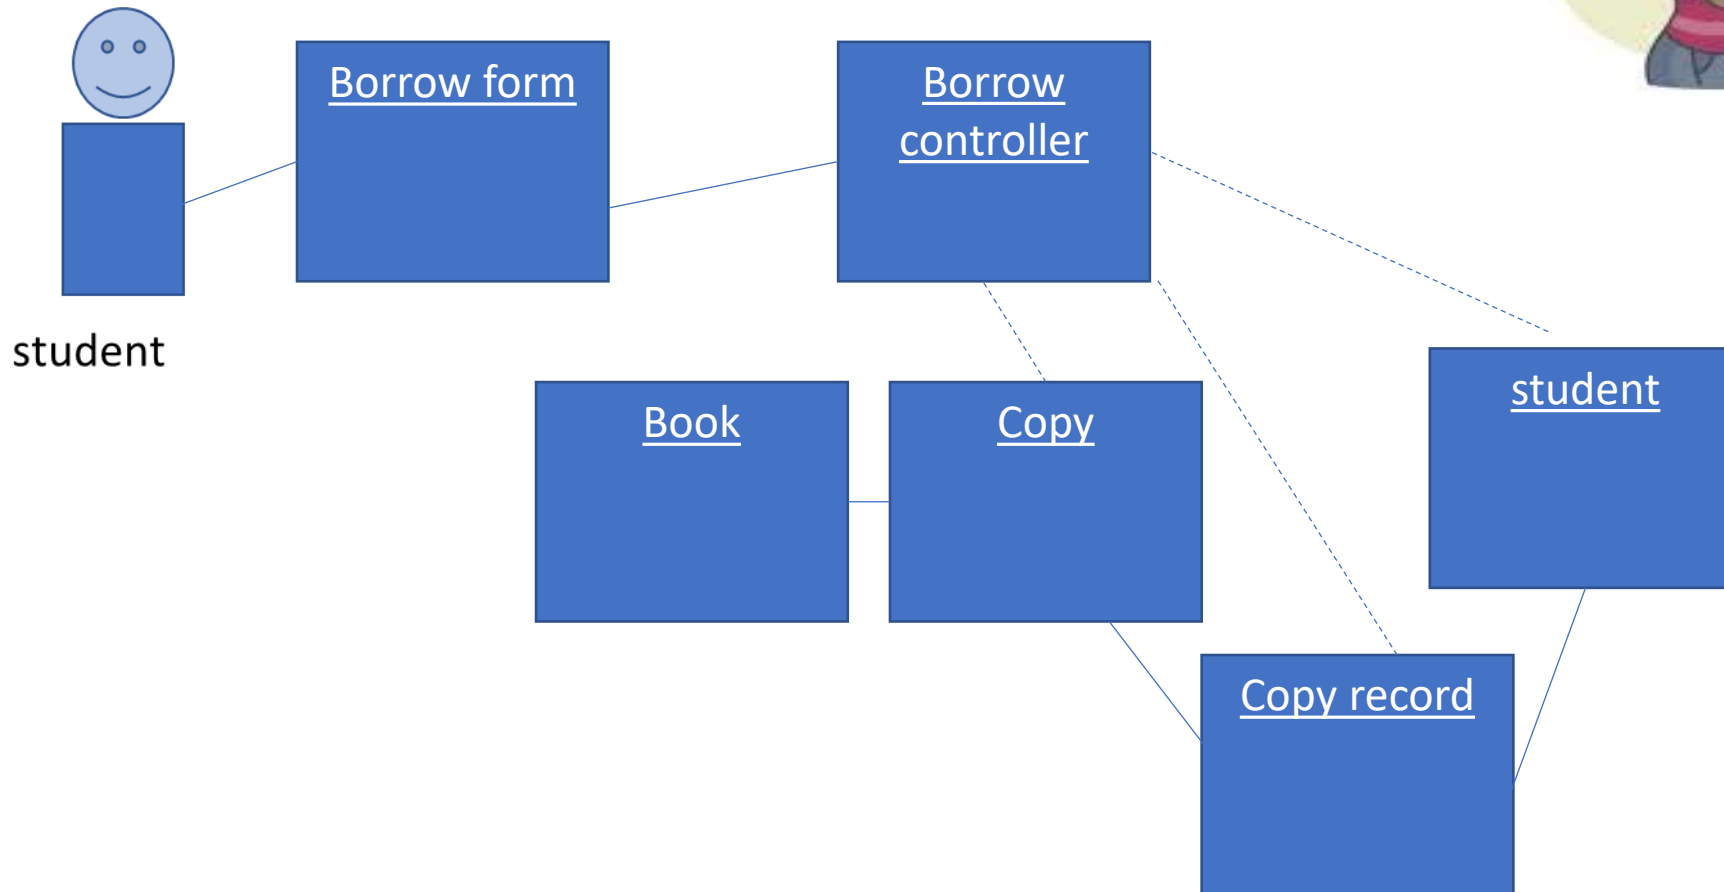 Borrow form
Borrow
controller
student
student
Book
Copy
Copy record